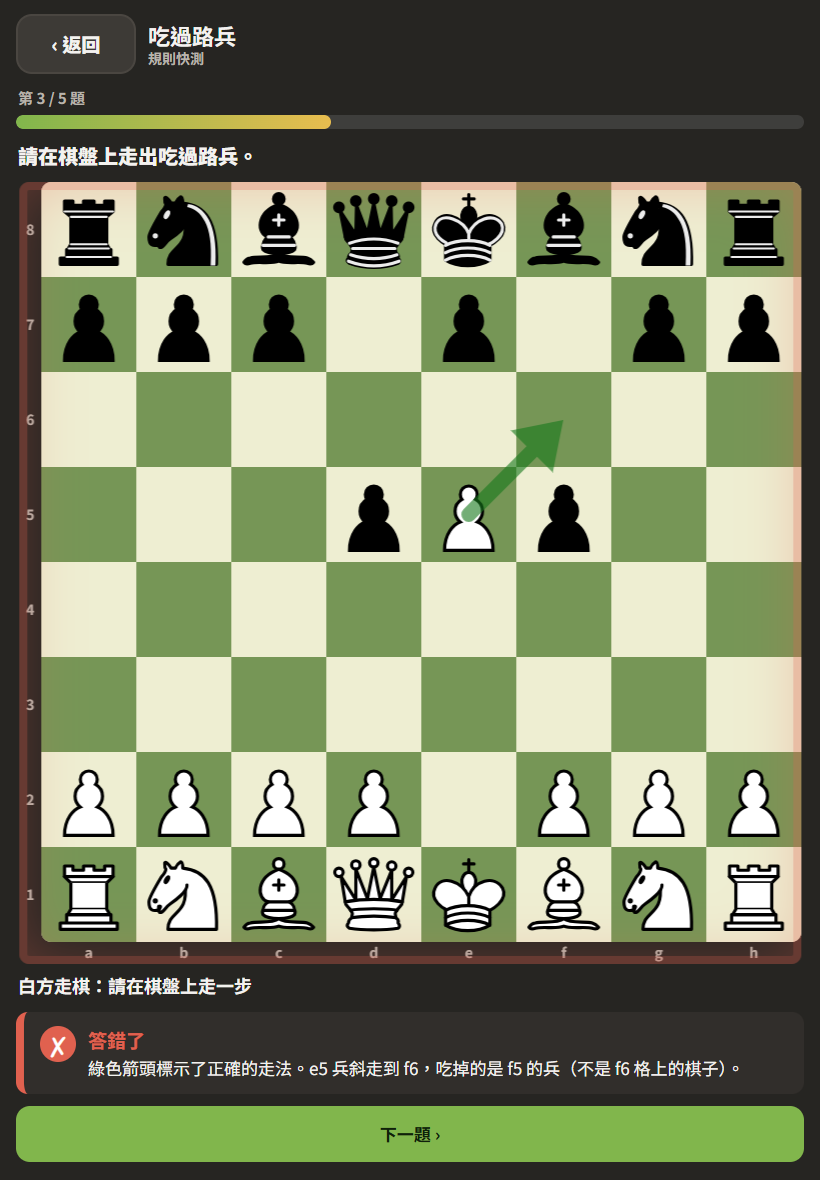 ‹ 返回
吃過路兵
規則快測
第 3 / 5 題
請在棋盤上走出吃過路兵。
8
7
6
5
4
3
2
1
a b c d e f g h
白方走棋：請在棋盤上走一步
答錯了
綠色箭頭標示了正確的走法。e5 兵斜走到 f6，吃掉的是 f5 的兵（不是 f6 格上的棋子）。
下一題 ›